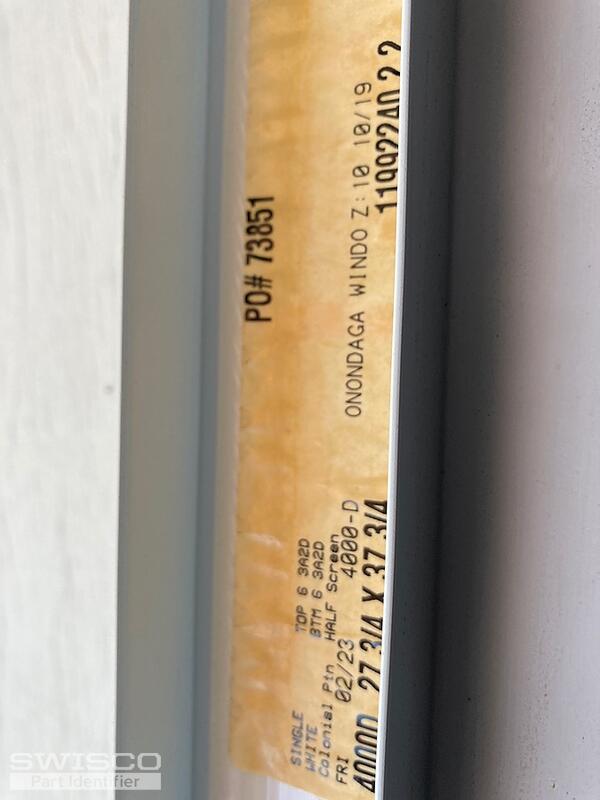 PO# 73851
SINGLE TOP 6 3A2D
WHITE BTM 6 3A2D
Colonial Ptn HALF Screen
FRI 02/23 4000-D ONONDAGA WINDO Z:10 10/19
4000D 27 3/4 X 37 3/4 11992240 2 2
SWISCO
Part Identifier